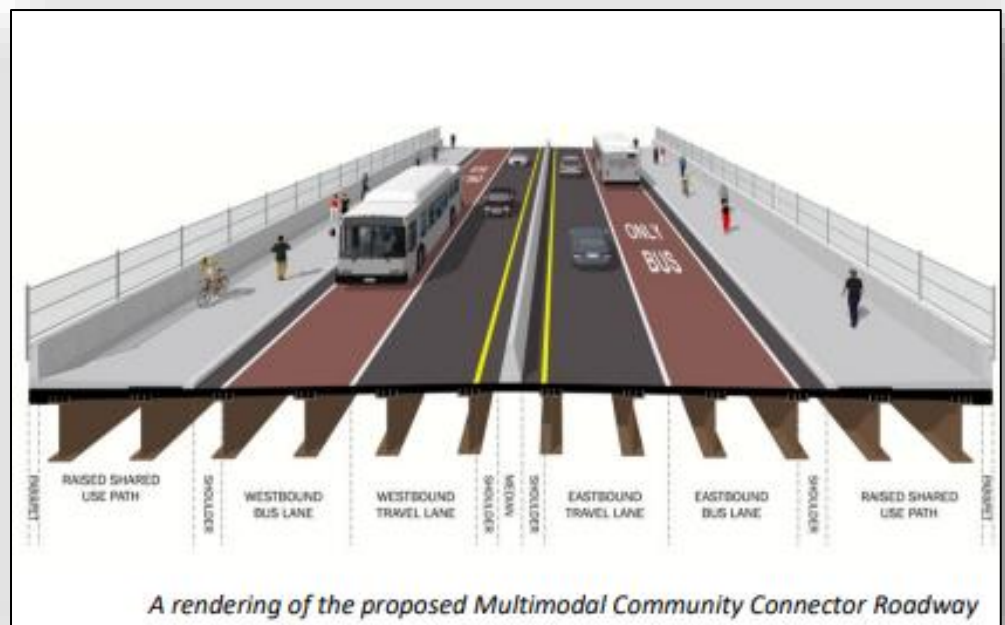 ONLY
BUS
PARAPET
RAISED SHARED
USE PATH
SHOULDER
WESTBOUND
BUS LANE
WESTBOUND
TRAVEL LANE
SHOULDER
MEDIAN
SHOULDER
EASTBOUND
TRAVEL LANE
EASTBOUND
BUS LANE
SHOULDER
RAISED SHARED
USE PATH
PARAPET
A rendering of the proposed Multimodal Community Connector Roadway